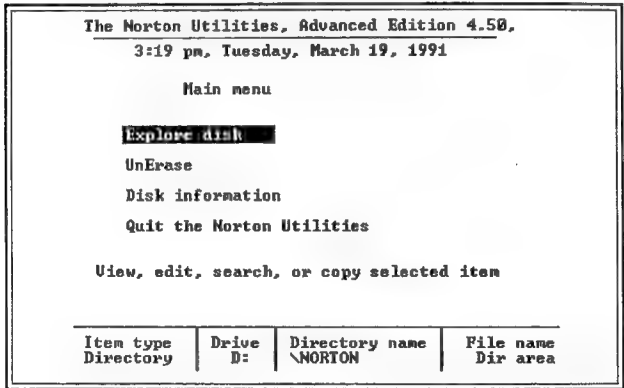 The Norton Utilities, Advanced Edition 4.50,
3:19 pm, Tuesday, March 19, 1991
Main menu
Explore disk
UnErase
Disk information
Quit the Norton Utilities
View, edit, search, or copy selected item
Item type Drive Directory name File name
Directory D: \NORTON Dir area